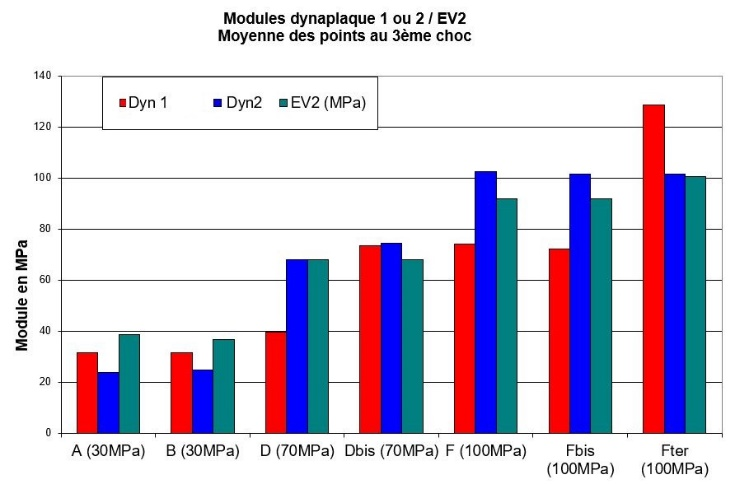 Modules dynaplaque 1 ou 2 / EV2
Moyenne des points au 3ème choc
Module en MPa
140
120
100
80
60
40
20
0
Dyn 1 Dyn2 EV2 (MPa)
A (30MPa) B (30MPa) D (70MPa) Dbis (70MPa) F (100MPa) Fbis (100MPa) Fter (100MPa)